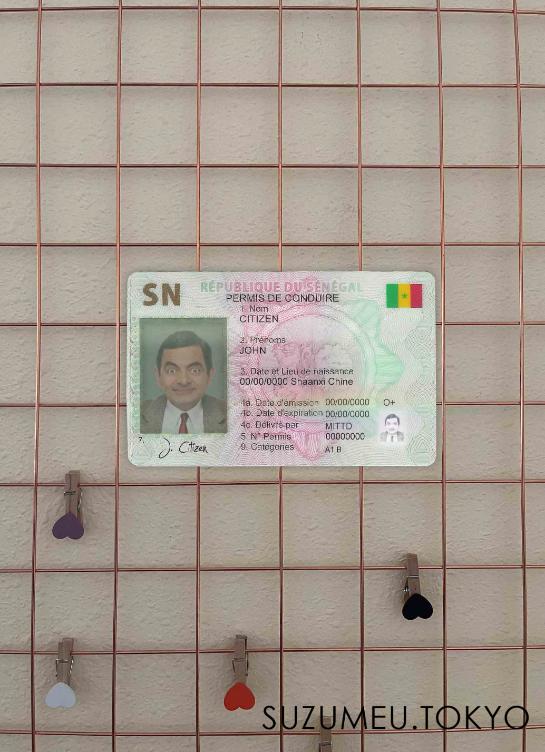 SN
RÉPUBLIQUE DU SÉNÉGAL
PERMIS DE CONDUIRE
1. Nom
CITIZEN
2. Prénoms
JOHN
3. Date et Lieu de naissance
00/00/0000 Shaanxi Chine
4a. Date d'émission 00/00/0000 O+
4b. Date d'expiration 00/00/0000
4c. Délivré par MITTD
5. N° Permis 00000000
9. Catégories A1 B
7.
J. Citizen
SUZUMEU.TOKYO